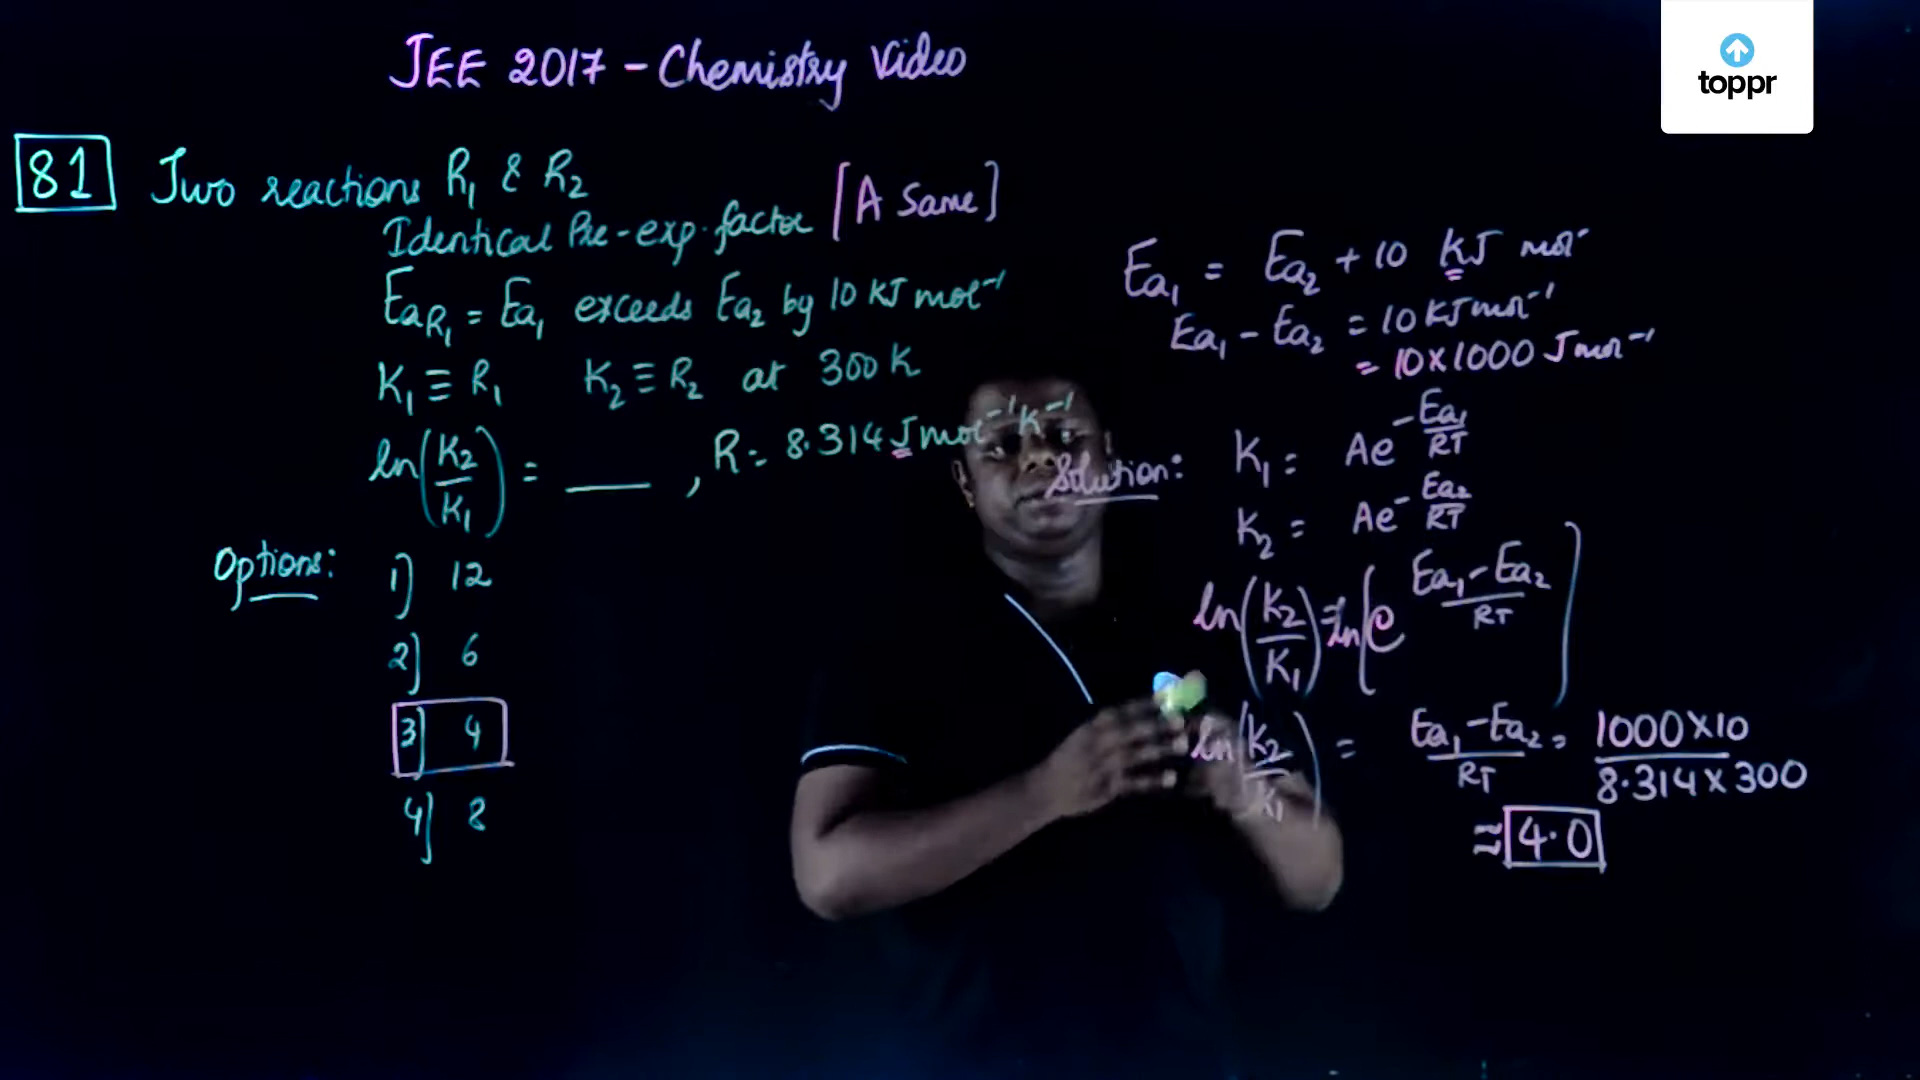 JEE 2017 - Chemistry Video
toppr
81 Two reactions R₁ & R₂
Identical Pre-exp. factor [A Same]
EaR₁ = Ea₁ exceeds Ea₂ by 10 KJ mol⁻¹
K₁ ≡ R₁ K₂ ≡ R₂ at 300 K
ln(K₂/K₁) = ____ , R = 8.314 J mol⁻¹ K⁻¹
Options: 1) 12
2) 6
3) 4
4) 8
Ea₁ = Ea₂ + 10 KJ mol⁻
Ea₁ - Ea₂ = 10 KJ mol⁻¹
= 10 X 1000 J mol⁻¹
Solution: K₁ = Ae^(-Ea₁/RT)
K₂ = Ae^(-Ea₂/RT)
ln(K₂/K₁) = ln(e^((Ea₁-Ea₂)/RT))
ln(K₂/K₁) = (Ea₁-Ea₂)/RT = (1000 X 10)/(8.314 X 300)
≈ 4.0